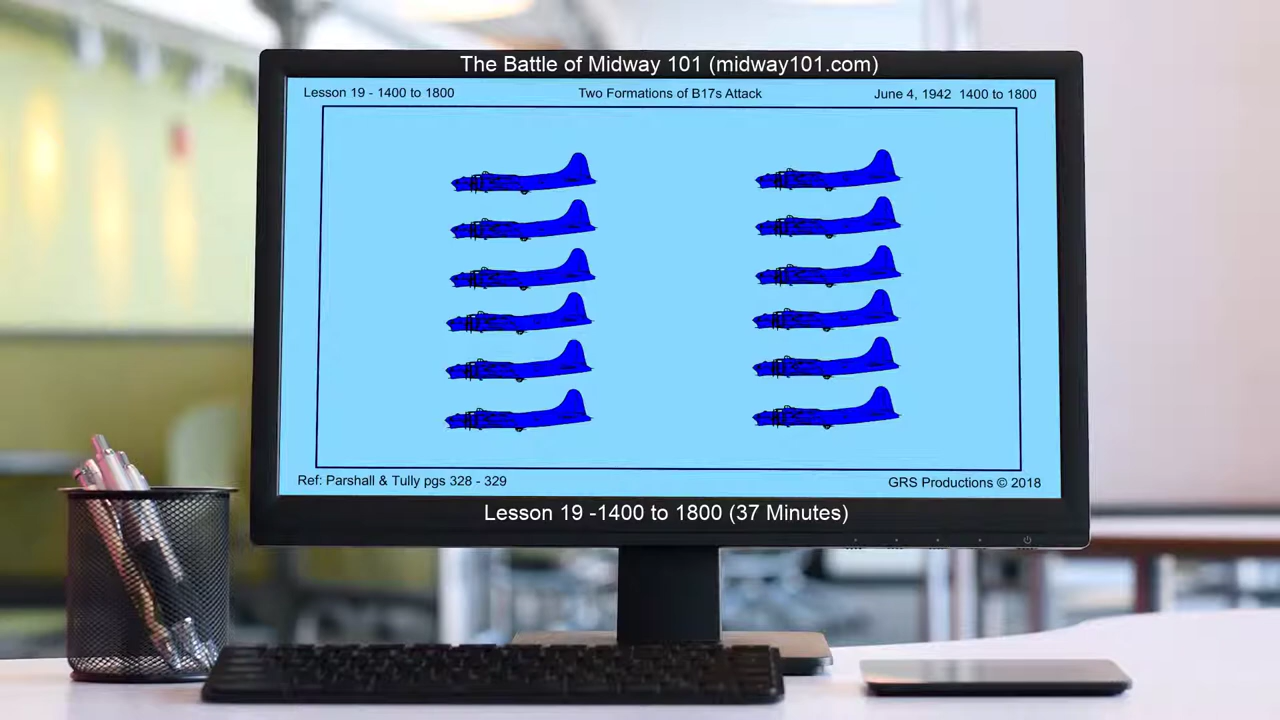 The Battle of Midway 101 (midway101.com)
Lesson 19 - 1400 to 1800
Two Formations of B17s Attack
June 4, 1942 1400 to 1800
Ref: Parshall & Tully pgs 328 - 329
GRS Productions © 2018
Lesson 19 -1400 to 1800 (37 Minutes)